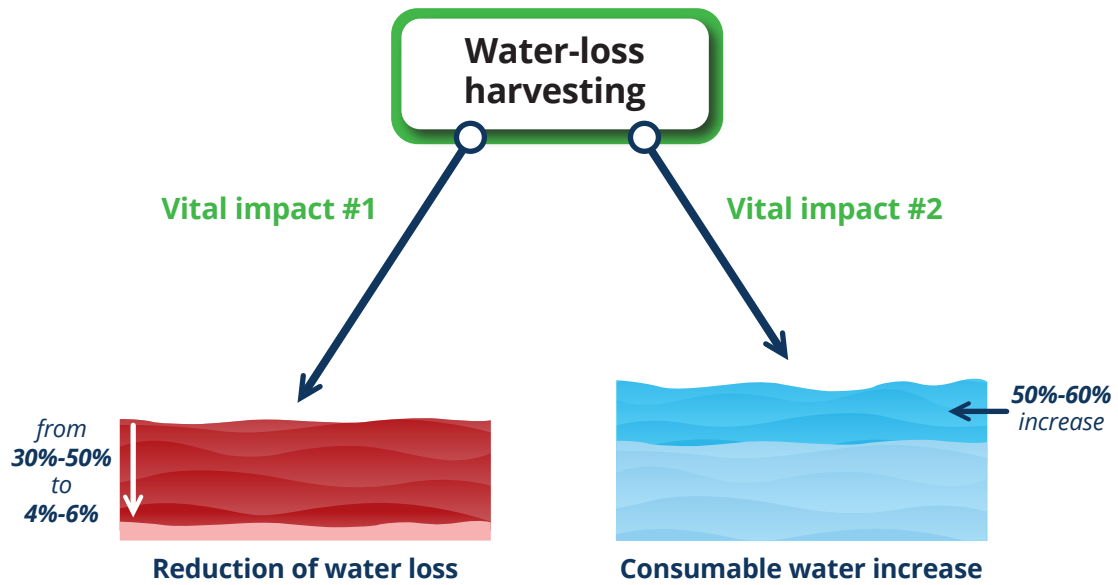 Water-loss
harvesting
Vital impact #1
Vital impact #2
from
30%-50%
to
4%-6%
50%-60%
increase
Reduction of water loss
Consumable water increase